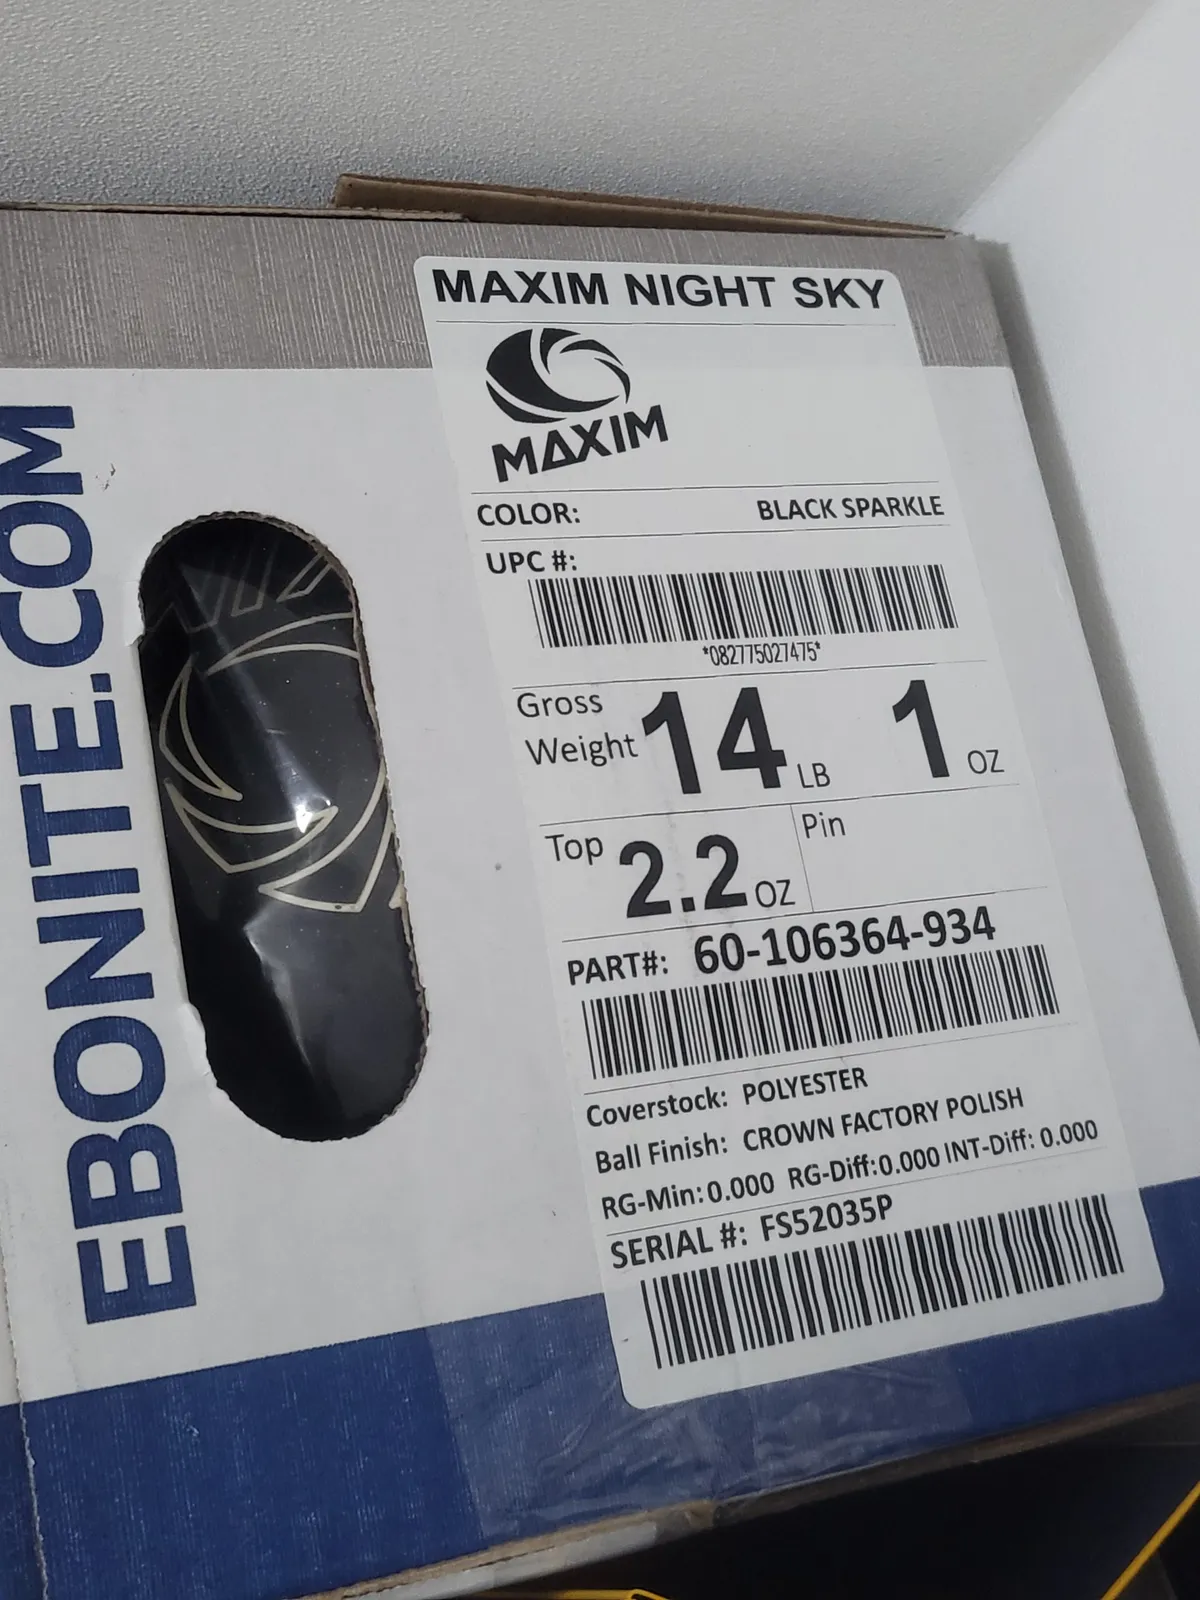 MAXIM NIGHT SKY
MAXIM
COLOR: BLACK SPARKLE
UPC #:
*082775027475*
Gross Weight 14 LB 1 OZ
Top 2.2 OZ Pin
PART#: 60-106364-934
Coverstock: POLYESTER
Ball Finish: CROWN FACTORY POLISH
RG-Min: 0.000 RG-Diff: 0.000 INT-Diff: 0.000
SERIAL #: FS52035P
EBONITE.COM